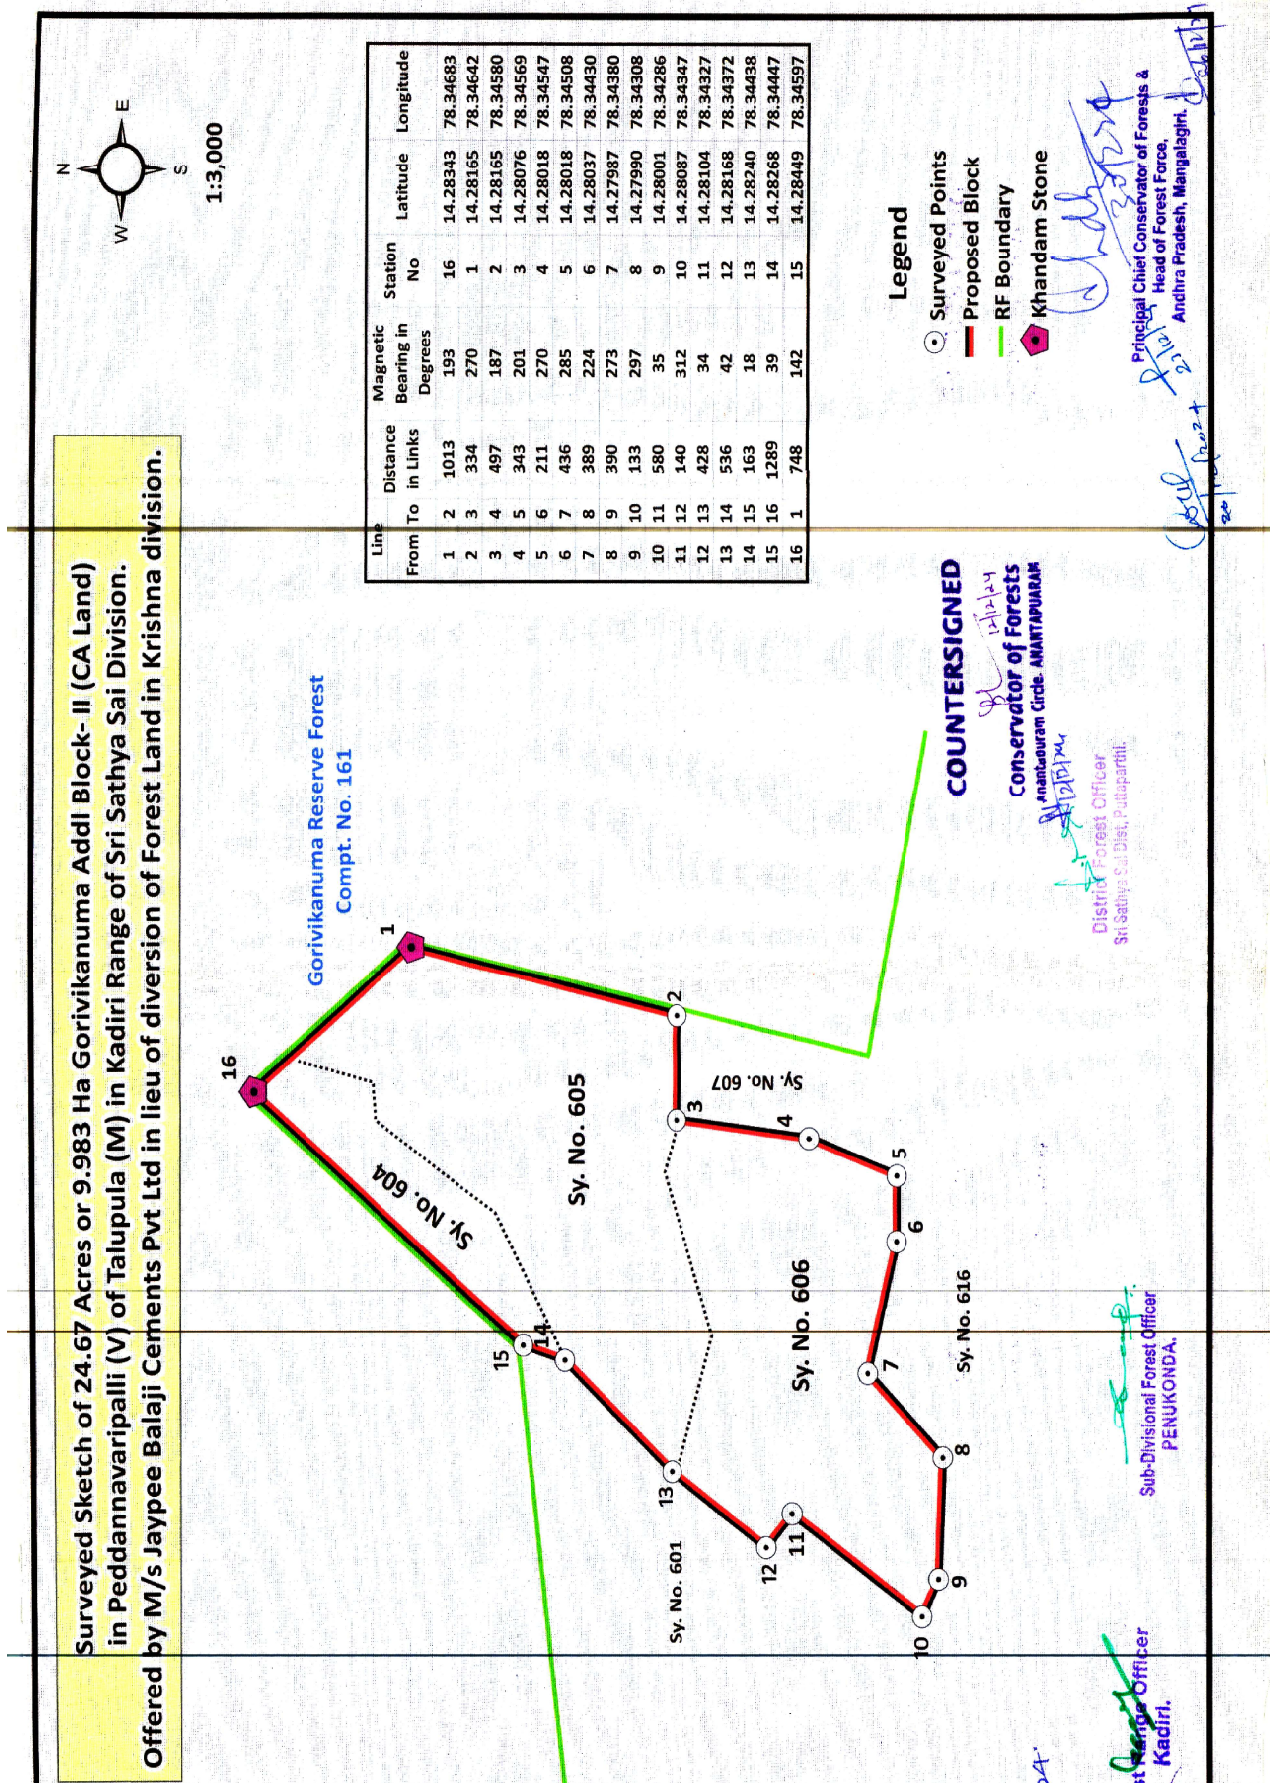 Surveyed Sketch of 24.67 Acres or 9.983 Ha Gorivikanuma Addl Block- II (CA Land)
in Peddannavaripalli (V) of Talupula (M) in Kadiri Range of Sri Sathya Sai Division.
Offered by M/s Jaypee Balaji Cements Pvt Ltd in lieu of diversion of Forest Land in Krishna division.
N
W E
S
1:3,000
Gorivikanuma Reserve Forest
Compt. No. 161
Line Distance in Links Magnetic Bearing in Degrees Station No Latitude Longitude
From To
1 2 1013 193 16 14.28343 78.34683
2 3 334 270 1 14.28165 78.34642
3 4 497 187 2 14.28165 78.34580
4 5 343 201 3 14.28076 78.34569
5 6 211 270 4 14.28018 78.34547
6 7 436 285 5 14.28018 78.34508
7 8 389 224 6 14.28037 78.34430
8 9 390 273 7 14.27987 78.34380
9 10 133 297 8 14.27990 78.34308
10 11 580 35 9 14.28001 78.34286
11 12 140 312 10 14.28087 78.34347
12 13 428 34 11 14.28104 78.34327
13 14 536 42 12 14.28168 78.34372
14 15 163 18 13 14.28240 78.34438
15 16 1289 39 14 14.28268 78.34447
16 1 748 142 15 14.28449 78.34597
16
1
Sy. No. 604
15
14
Sy. No. 605
2
13
3
Sy. No. 607
Sy. No. 601
12
11
4
Sy. No. 606
5
6
7
10
9
8
Sy. No. 616
Legend
Surveyed Points
Proposed Block
RF Boundary
Khandam Stone
COUNTERSIGNED
12/12/24
Conservator of Forests
Anantapuram Circle. ANANTAPUARAM
District Forest Officer
Sri Sathya Sai Dist, Puttaparthi.
Sub-Divisional Forest Officer
PENUKONDA.
Range Officer
Kadiri.
Principal Chief Conservator of Forests &
Head of Forest Force,
Andhra Pradesh, Mangalagiri.